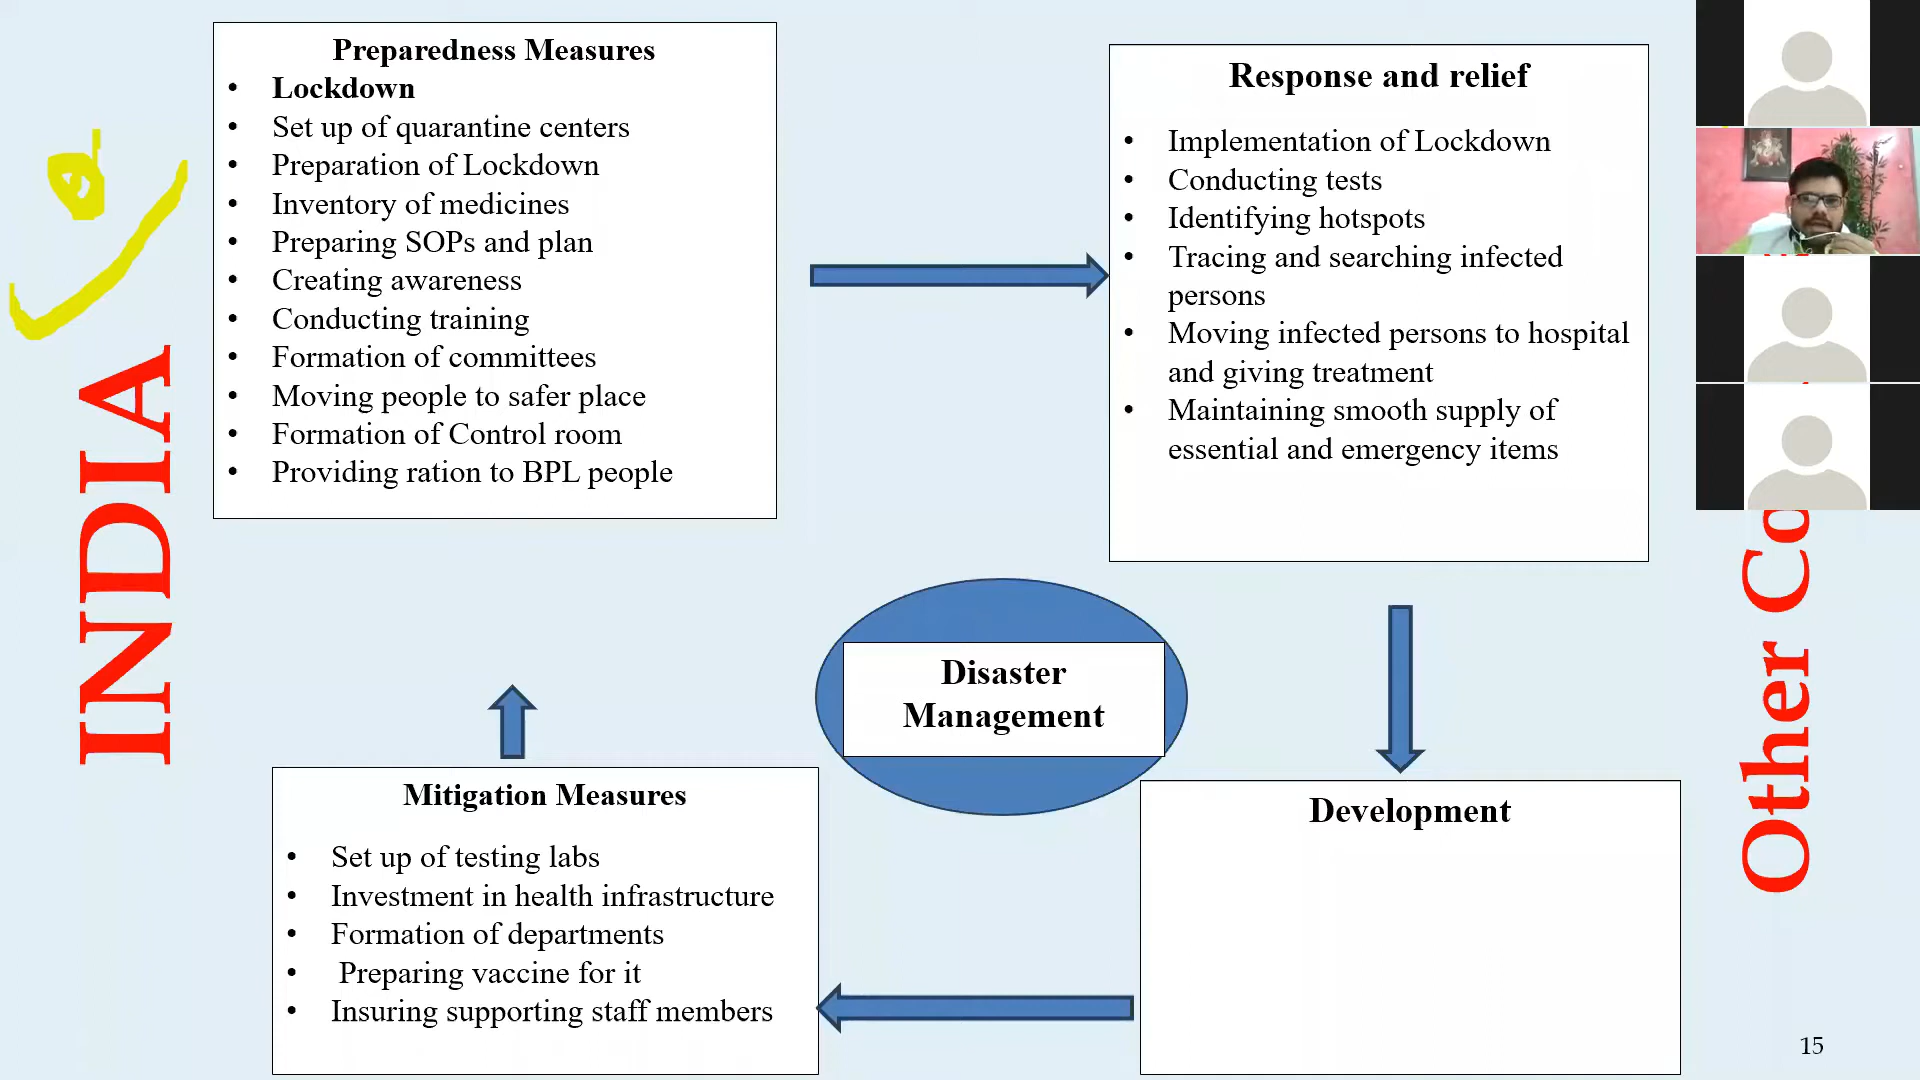 Preparedness Measures
• Lockdown
• Set up of quarantine centers
• Preparation of Lockdown
• Inventory of medicines
• Preparing SOPs and plan
• Creating awareness
• Conducting training
• Formation of committees
• Moving people to safer place
• Formation of Control room
• Providing ration to BPL people
Response and relief
• Implementation of Lockdown
• Conducting tests
• Identifying hotspots
• Tracing and searching infected
persons
• Moving infected persons to hospital
and giving treatment
• Maintaining smooth supply of
essential and emergency items
INDIA
Other Co
Disaster
Management
Mitigation Measures
• Set up of testing labs
• Investment in health infrastructure
• Formation of departments
• Preparing vaccine for it
• Insuring supporting staff members
Development
15